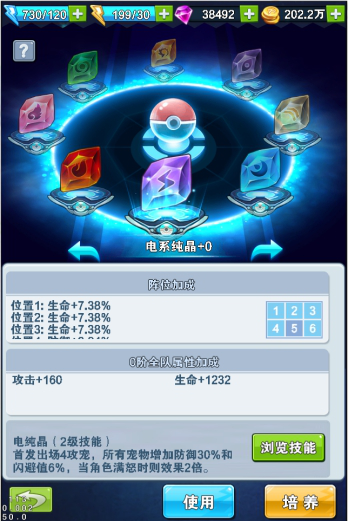 730/120 199/30 38492 202.2万
?
电系纯晶+0
阵位加成
位置1: 生命+7.38%
位置2: 生命+7.38%
位置3: 生命+7.38%
1 2 3
4 5 6
0阶全队属性加成
攻击+160 生命+1232
电纯晶（2级技能）
首发出场4攻宠，所有宠物增加防御30%和
闪避值6%，当角色满怒时则效果2倍。
浏览技能
使用 培养
50.0